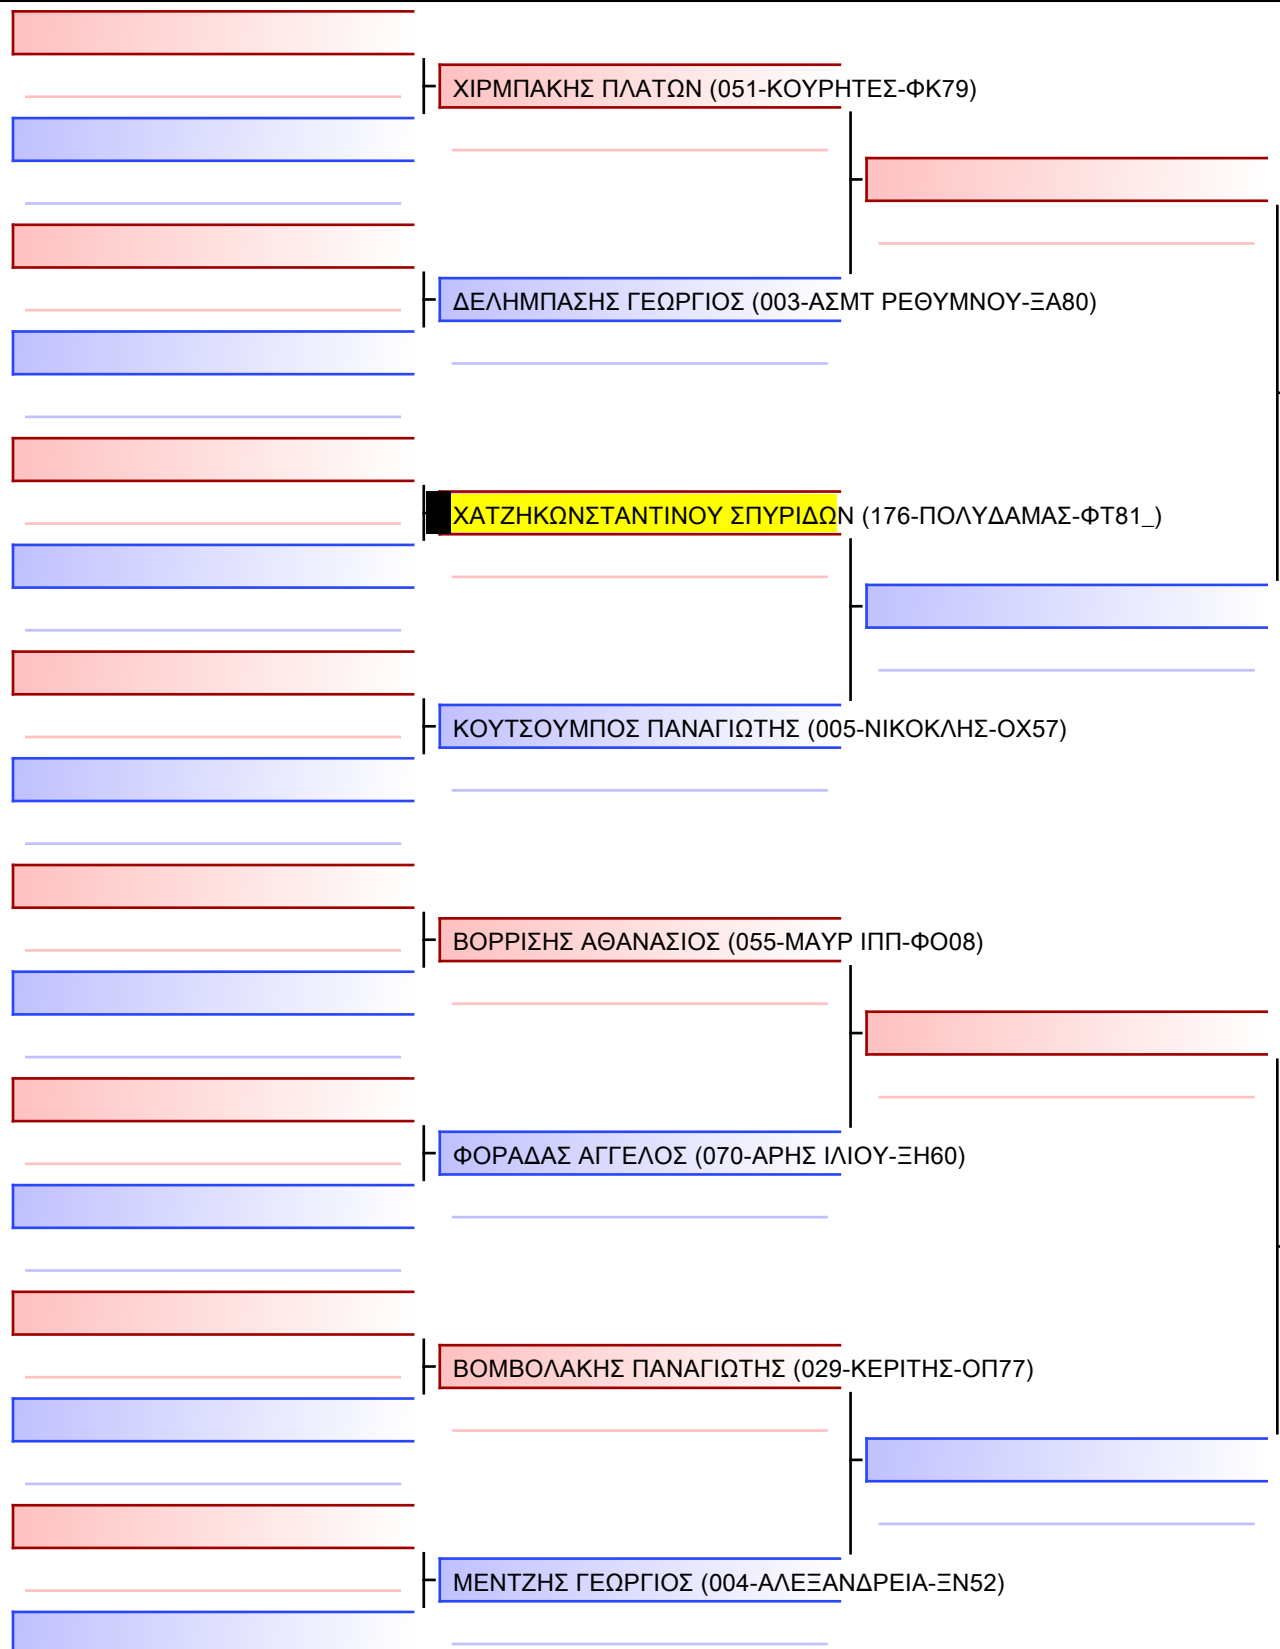 ΧΙΡΜΠΑΚΗΣ ΠΛΑΤΩΝ (051-ΚΟΥΡΗΤΕΣ-ΦΚ79)
ΔΕΛΗΜΠΑΣΗΣ ΓΕΩΡΓΙΟΣ (003-ΑΣΜΤ ΡΕΘΥΜΝΟΥ-ΞΑ80)
ΧΑΤΖΗΚΩΝΣΤΑΝΤΙΝΟΥ ΣΠΥΡΙΔΩΝ (176-ΠΟΛΥΔΑΜΑΣ-ΦΤ81_)
ΚΟΥΤΣΟΥΜΠΟΣ ΠΑΝΑΓΙΩΤΗΣ (005-ΝΙΚΟΚΛΗΣ-ΟΧ57)
ΒΟΡΡΙΣΗΣ ΑΘΑΝΑΣΙΟΣ (055-ΜΑΥΡ ΙΠΠ-ΦΟ08)
ΦΟΡΑΔΑΣ ΑΓΓΕΛΟΣ (070-ΑΡΗΣ ΙΛΙΟΥ-ΞΗ60)
ΒΟΜΒΟΛΑΚΗΣ ΠΑΝΑΓΙΩΤΗΣ (029-ΚΕΡΙΤΗΣ-ΟΠ77)
ΜΕΝΤΖΗΣ ΓΕΩΡΓΙΟΣ (004-ΑΛΕΞΑΝΔΡΕΙΑ-ΞΝ52)